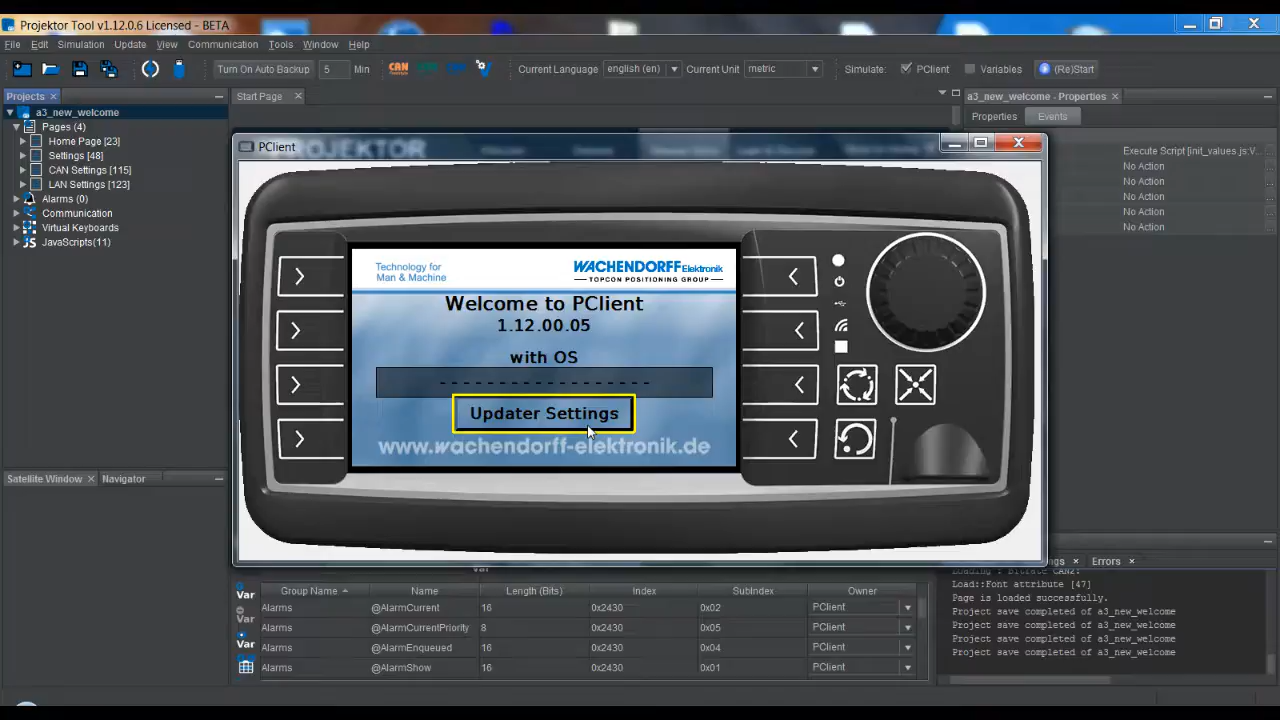 Projektor Tool v1.12.0.6 Licensed - BETA
File Edit Simulation Update View Communication Tools Window Help
Turn On Auto Backup 5 Min CAN Current Language english (en) Current Unit metric Simulate: PClient Variables (Re)Start
Projects
Start Page
a3_new_welcome - Properties
a3_new_welcome
Properties Events
Pages (4)
Home Page [23]
Settings [48]
CAN Settings [115]
LAN Settings [123]
Alarms (0)
Communication
Virtual Keyboards
JavaScripts(11)
PROJEKTOR
PClient
Execute Script [init_values.js:V...
No Action
No Action
No Action
No Action
No Action
Technology for
Man & Machine
WACHENDORFF Elektronik
TOPCON POSITIONING GROUP
Welcome to PClient
1.12.00.05
with OS
- - - - - - - - - - - - - - - - -
Updater Settings
www.wachendorff-elektronik.de
Satellite Window Navigator
Errors
Var
Group Name Name Length (Bits) Index SubIndex Owner
Alarms @AlarmCurrent 16 0x2430 0x02 PClient
Alarms @AlarmCurrentPriority 8 0x2430 0x05 PClient
Alarms @AlarmEnqueued 16 0x2430 0x04 PClient
Alarms @AlarmShow 16 0x2430 0x01 PClient
Var
Var
Loading : Bitrate CAN2:
Load::Font attribute [47]
Page is loaded successfully.
Project save completed of a3_new_welcome
Project save completed of a3_new_welcome
Project save completed of a3_new_welcome
Project save completed of a3_new_welcome